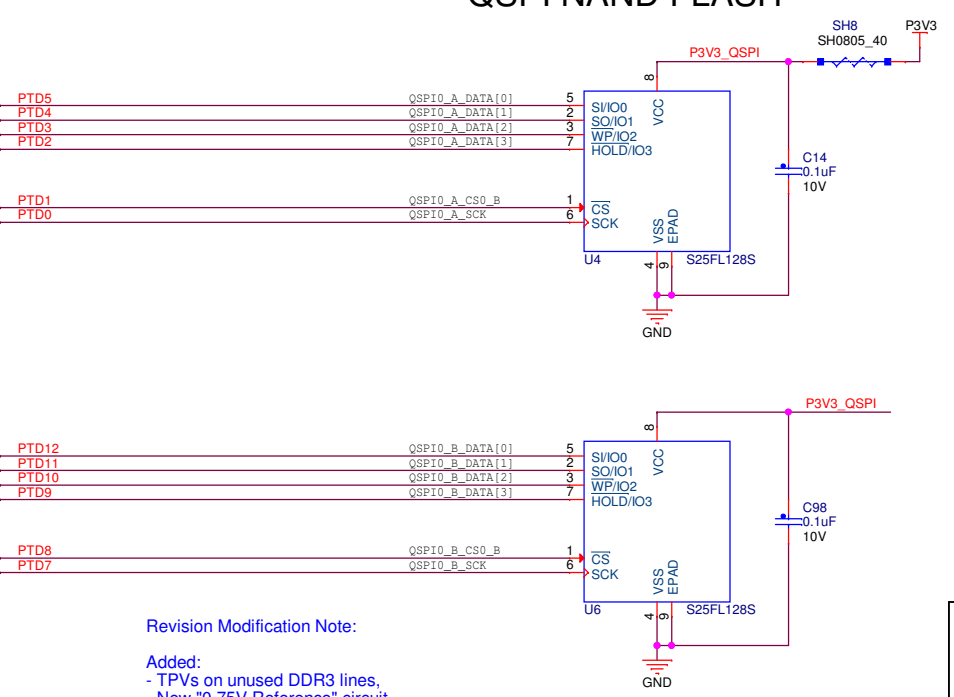 QSPI NAND FLASH
SH8
SH0805_40
P3V3
P3V3_QSPI
8
VCC
PTD5 QSPI0_A_DATA[0] 5 SI/IO0
PTD4 QSPI0_A_DATA[1] 2 SO/IO1
PTD3 QSPI0_A_DATA[2] 3 WP/IO2
PTD2 QSPI0_A_DATA[3] 7 HOLD/IO3
C14
0.1uF
10V
PTD1 QSPI0_A_CS0_B 1 CS
PTD0 QSPI0_A_SCK 6 SCK
VSS
EPAD
U4
4
9
S25FL128S
GND
P3V3_QSPI
8
VCC
PTD12 QSPI0_B_DATA[0] 5 SI/IO0
PTD11 QSPI0_B_DATA[1] 2 SO/IO1
PTD10 QSPI0_B_DATA[2] 3 WP/IO2
PTD9 QSPI0_B_DATA[3] 7 HOLD/IO3
C98
0.1uF
10V
PTD8 QSPI0_B_CS0_B 1 CS
PTD7 QSPI0_B_SCK 6 SCK
VSS
EPAD
U6
4
9
S25FL128S
GND
Revision Modification Note:
Added:
- TPVs on unused DDR3 lines,
- New "0.75V Reference" circuit